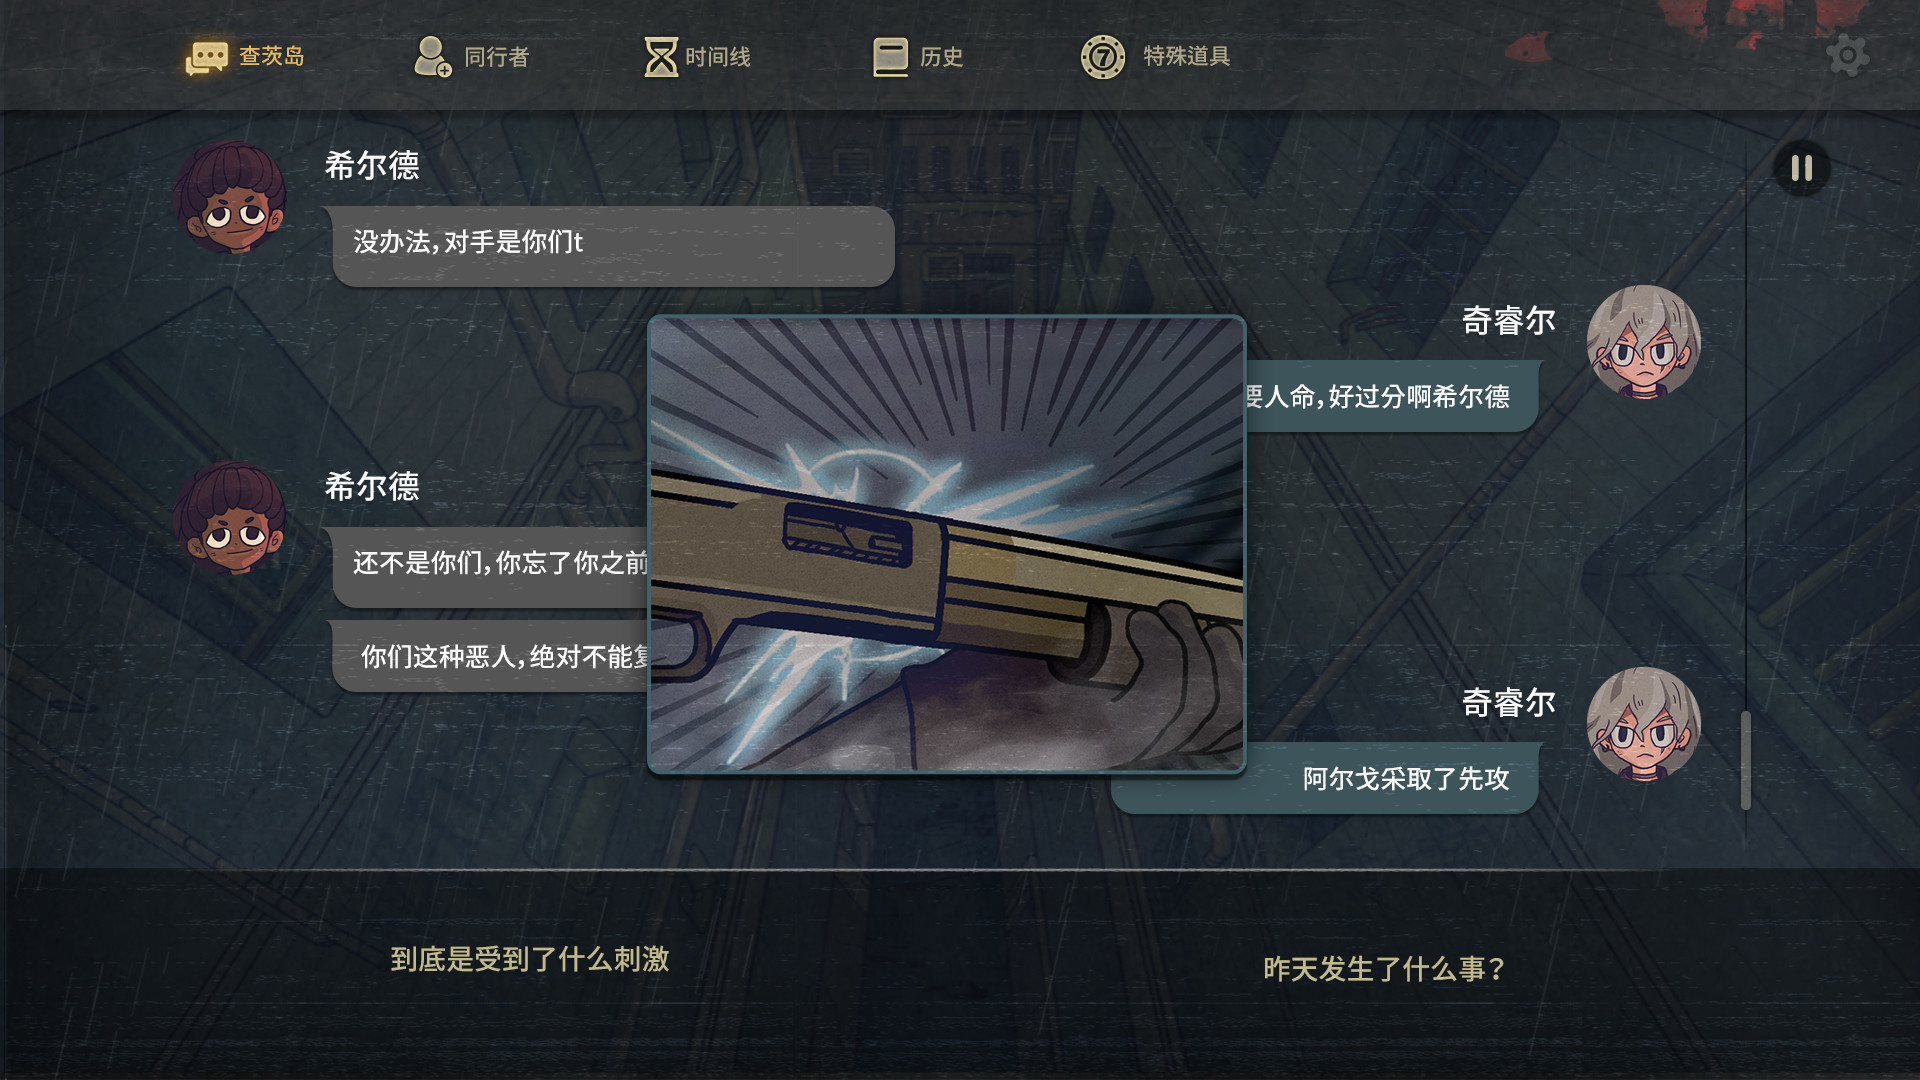 查茨岛
同行者
时间线
历史
7
特殊道具
希尔德
没办法,对手是你们t
奇睿尔
要人命,好过分啊希尔德
希尔德
还不是你们,你忘了你之前
你们这种恶人,绝对不能复
奇睿尔
阿尔戈采取了先攻
到底是受到了什么刺激
昨天发生了什么事？